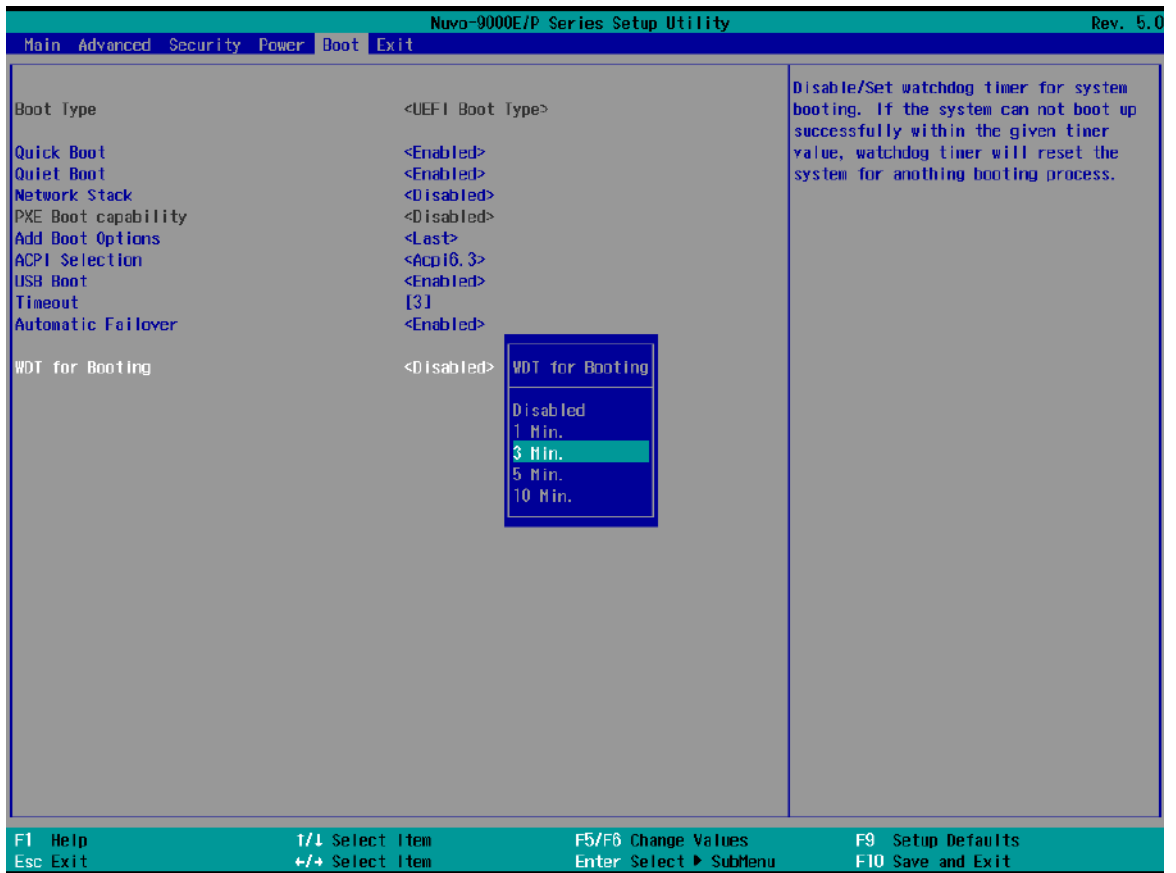 Nuvo-9000E/P Series Setup Utility Rev. 5.0
Main Advanced Security Power Boot Exit
Boot Type <UEFI Boot Type>
Quick Boot <Enabled>
Quiet Boot <Enabled>
Network Stack <Disabled>
PXE Boot capability <Disabled>
Add Boot Options <Last>
ACPI Selection <Acpi6.3>
USB Boot <Enabled>
Timeout [3]
Automatic Failover <Enabled>
WDT for Booting <Disabled>
WDT for Booting
Disabled
1 Min.
3 Min.
5 Min.
10 Min.
Disable/Set watchdog timer for system
booting. If the system can not boot up
successfully within the given timer
value, watchdog timer will reset the
system for anothing booting process.
F1 Help ↑/↓ Select Item F5/F6 Change Values F9 Setup Defaults
Esc Exit ←/→ Select Item Enter Select ▶ SubMenu F10 Save and Exit